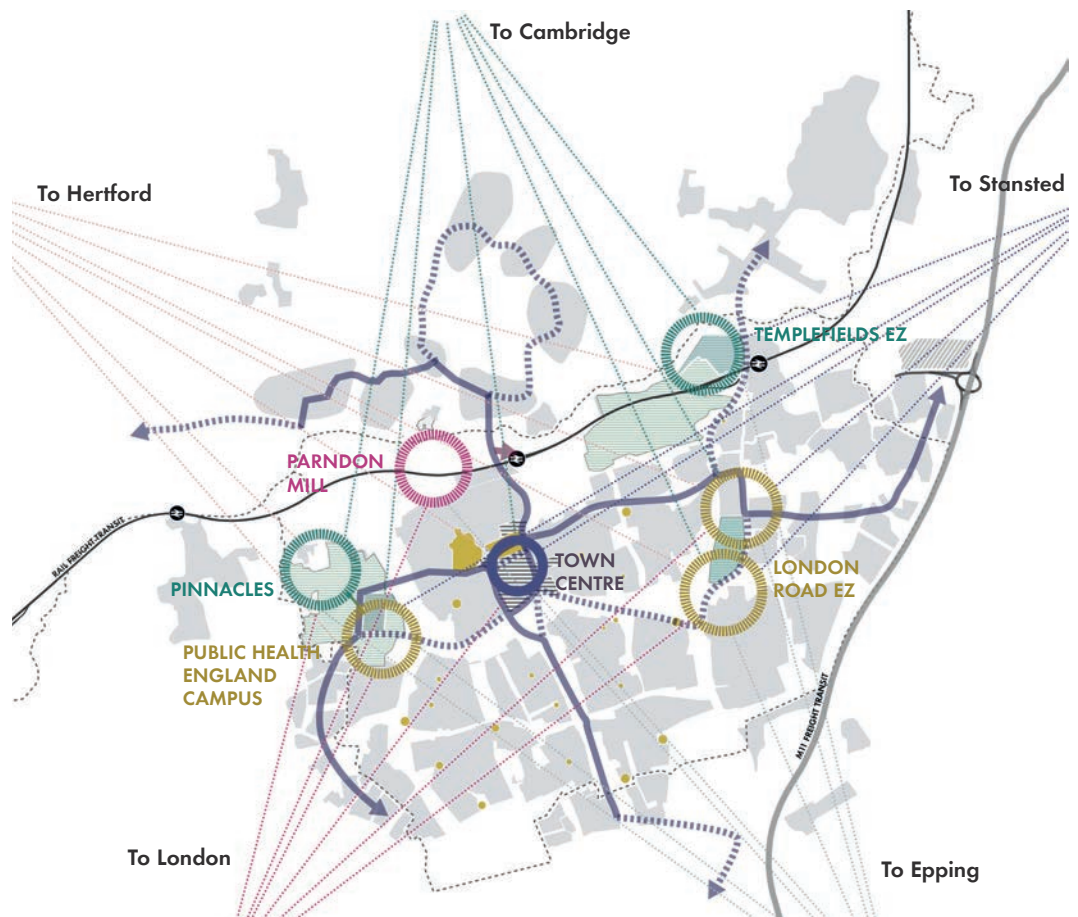 To Cambridge
To Hertford
To Stansted
TEMPLEFIELDS EZ
PARNDON
MILL
RAIL FREIGHT TRANSIT
TOWN
CENTRE
LONDON
ROAD EZ
PINNACLES
PUBLIC HEALTH
ENGLAND
CAMPUS
M11 FREIGHT TRANSIT
To London
To Epping